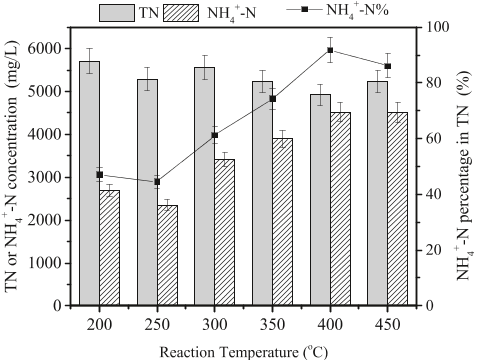 TN NH₄⁺-N NH₄⁺-N%
TN or NH₄⁺-N concentration (mg/L)
6000
5000
4000
3000
2000
1000
0
100
80
60
40
20
0
NH₄⁺-N percentage in TN (%)
200 250 300 350 400 450
Reaction Temperature (°C)